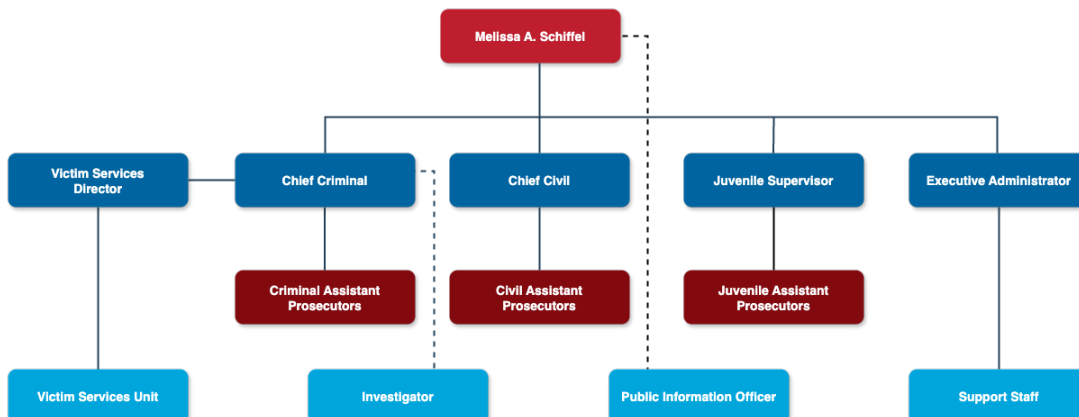 Melissa A. Schiffel
Victim Services
Director
Chief Criminal
Chief Civil
Juvenile Supervisor
Executive Administrator
Criminal Assistant
Prosecutors
Civil Assistant
Prosecutors
Juvenile Assistant
Prosecutors
Victim Services Unit
Investigator
Public Information Officer
Support Staff